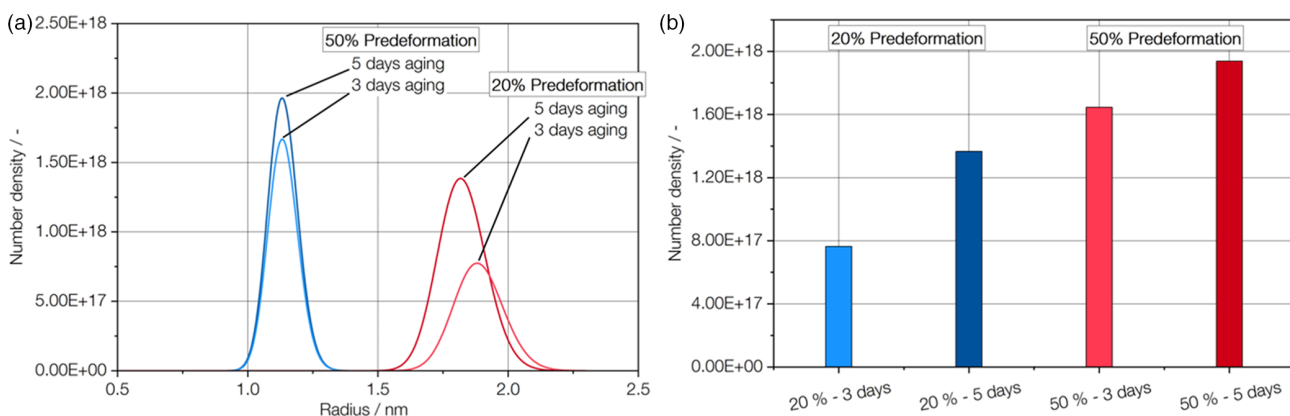 (a)
2.50E+18
2.00E+18
1.50E+18
1.00E+18
5.00E+17
0.00E+00
Number density / -
50% Predeformation
5 days aging
3 days aging
20% Predeformation
5 days aging
3 days aging
0.5
1.0
1.5
2.0
2.5
Radius / nm
(b)
2.00E+18
1.60E+18
1.20E+18
8.00E+17
4.00E+17
0.00E+00
Number density / -
20% Predeformation
50% Predeformation
20 % - 3 days
20 % - 5 days
50 % - 3 days
50 % - 5 days